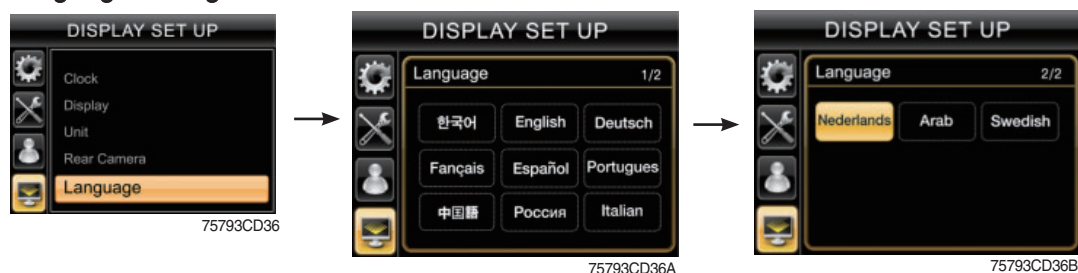 DISPLAY SET UP
Clock
Display
Unit
Rear Camera
Language
75793CD36
DISPLAY SET UP
Language 1/2
한국어 English Deutsch
Fançais Español Portugues
中国語 Россия Italian
75793CD36A
DISPLAY SET UP
Language 2/2
Nederlands Arab Swedish
75793CD36B